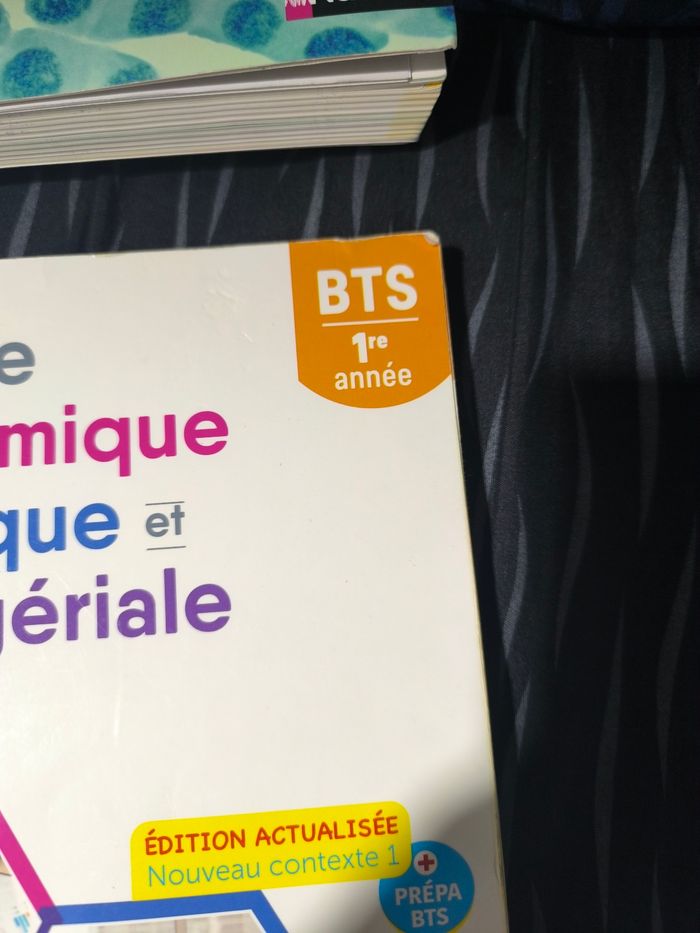 BTS
1re
année
e
mique
que et
gériale
ÉDITION ACTUALISÉE
Nouveau contexte 1
+
PRÉPA
BTS